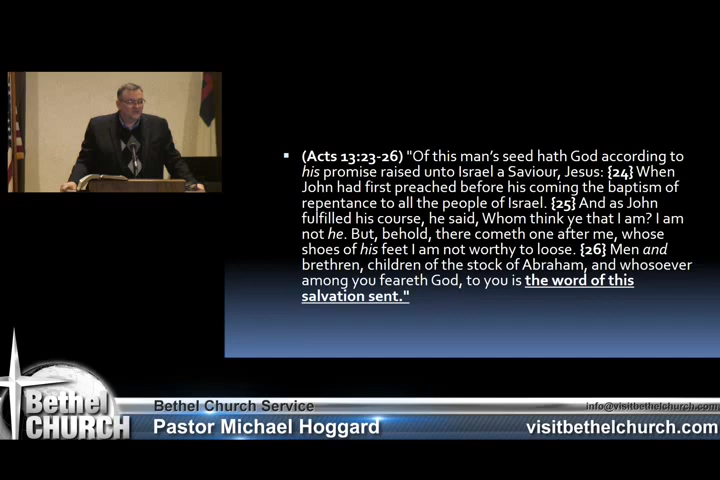 (Acts 13:23-26) "Of this man's seed hath God according to
his promise raised unto Israel a Saviour, Jesus: {24} When
John had first preached before his coming the baptism of
repentance to all the people of Israel. {25} And as John
fulfilled his course, he said, Whom think ye that I am? I am
not he. But, behold, there cometh one after me, whose
shoes of his feet I am not worthy to loose. {26} Men and
brethren, children of the stock of Abraham, and whosoever
among you feareth God, to you is the word of this
salvation sent."
Bethel
CHURCH
Bethel Church Service
info@visitbethelchurch.com
Pastor Michael Hoggard
visitbethelchurch.com